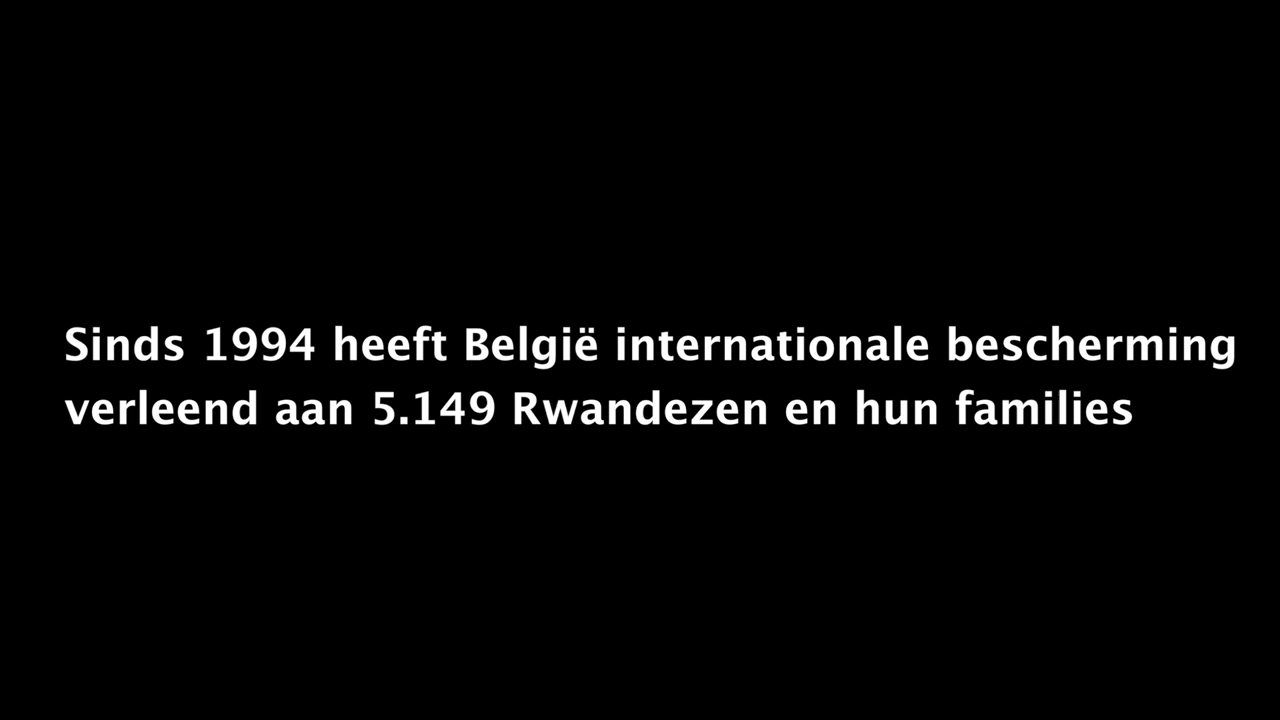 Sinds 1994 heeft België internationale bescherming
verleend aan 5.149 Rwandezen en hun families